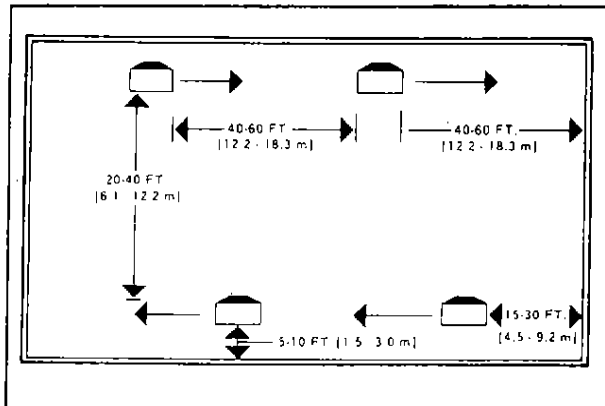 40-60 FT.
[12.2 - 18.3 m]
40-60 FT.
[12.2 - 18.3 m]
20-40 FT
[6.1 12.2 m]
15-30 FT.
[4.5 - 9.2 m]
5-10 FT [1.5 3.0 m]